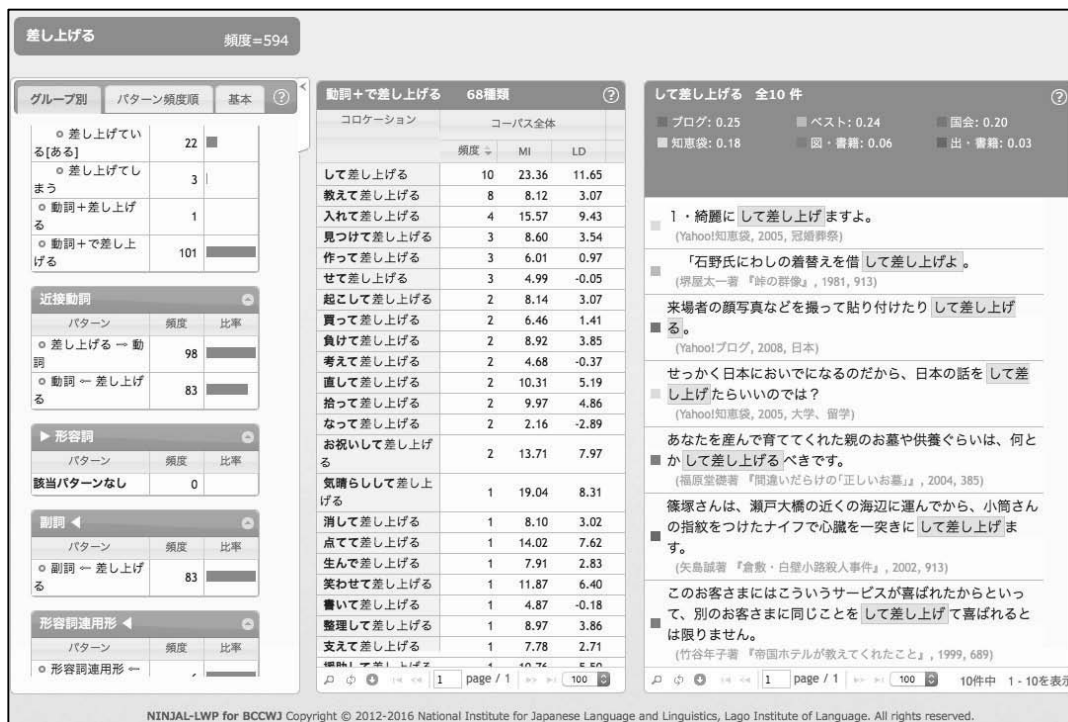 差し上げる 頻度=594
グループ別 パターン頻度順 基本 ?
差し上げてい
る[ある] 22
差し上げてし
まう 3
動詞+差し上げ
る 1
動詞+で差し上
げる 101
近接動詞
パターン 頻度 比率
差し上げる ⇒ 動
詞 98
動詞 ⇐ 差し上げ
る 83
▶ 形容詞
パターン 頻度 比率
該当パターンなし 0
副詞 ◀
パターン 頻度 比率
副詞 ⇐ 差し上げ
る 83
形容詞連用形 ◀
パターン 頻度 比率
形容詞連用形 ⇐
動詞+で差し上げる 68種類 ?
コロケーション コーパス全体
頻度 MI LD
して差し上げる 10 23.36 11.65
教えて差し上げる 8 8.12 3.07
入れて差し上げる 4 15.57 9.43
見つけて差し上げる 3 8.60 3.54
作って差し上げる 3 6.01 0.97
せて差し上げる 3 4.99 -0.05
起こして差し上げる 2 8.14 3.07
買って差し上げる 2 6.46 1.41
負けて差し上げる 2 8.92 3.85
考えて差し上げる 2 4.68 -0.37
直して差し上げる 2 10.31 5.19
拾って差し上げる 2 9.97 4.86
なって差し上げる 2 2.16 -2.89
お祝いして差し上げ
る 2 13.71 7.97
気晴らしして差し上
げる 1 19.04 8.31
消して差し上げる 1 8.10 3.02
点てて差し上げる 1 14.02 7.62
生んで差し上げる 1 7.91 2.83
笑わせて差し上げる 1 11.87 6.40
書いて差し上げる 1 4.87 -0.18
整理して差し上げる 1 8.97 3.86
支えて差し上げる 1 7.78 2.71
援助して差し上げる 1 10.76 5.50
1 page / 1 100
して差し上げる 全10 件 ?
ブログ: 0.25 ベスト: 0.24 国会: 0.20
知恵袋: 0.18 図・書籍: 0.06 出・書籍: 0.03
1・綺麗に して差し上げ ますよ。
(Yahoo!知恵袋, 2005, 冠婚葬祭)
「石野氏にわしの着替えを借 して差し上げよ 。
(堺屋太一著 『峠の群像』, 1981, 913)
来場者の顔写真などを撮って貼り付けたり して差し上げ
る 。
(Yahoo!ブログ, 2008, 日本)
せっかく日本においでになるのだから、日本の話を して差
し上げ たらいいのでは?
(Yahoo!知恵袋, 2005, 大学、留学)
あなたを産んで育ててくれた親のお墓や供養ぐらいは、何と
か して差し上げる べきです。
(福原堂礎著 『間違いだらけの「正しいお墓」』, 2004, 385)
篠塚さんは、瀬戸大橋の近くの海辺に運んでから、小筒さん
の指紋をつけたナイフで心臓を一突きに して差し上げ ま
す。
(矢島誠著 『倉敷・白壁小路殺人事件』, 2002, 913)
このお客さまにはこういうサービスが喜ばれたからといっ
て、別のお客さまに同じことを して差し上げ て喜ばれると
は限りません。
(竹谷年子著 『帝国ホテルが教えてくれたこと』, 1999, 689)
1 page / 1 100 10件中 1 - 10を表示
NINJAL-LWP for BCCWJ Copyright © 2012-2016 National Institute for Japanese Language and Linguistics, Lago Institute of Language. All rights reserved.